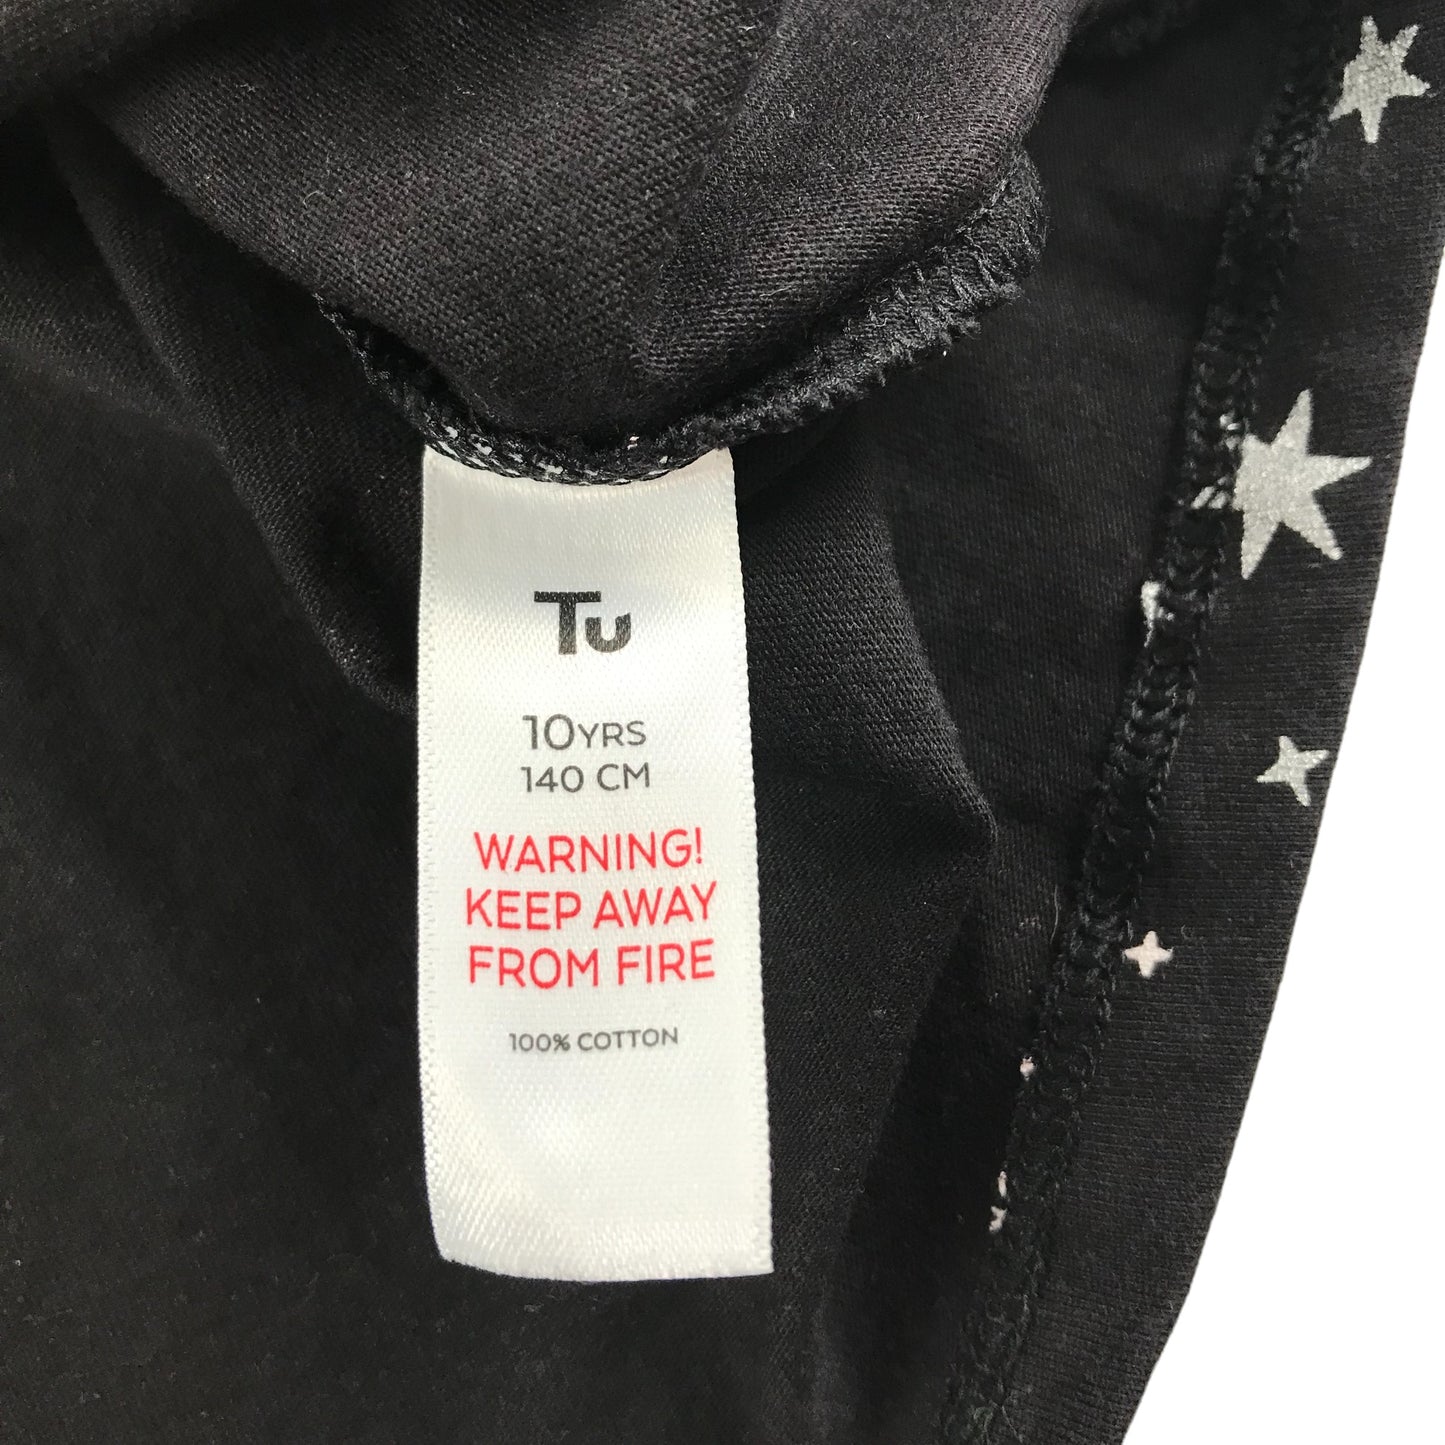 Tu
10YRS
140 CM
WARNING!
KEEP AWAY
FROM FIRE
100% COTTON